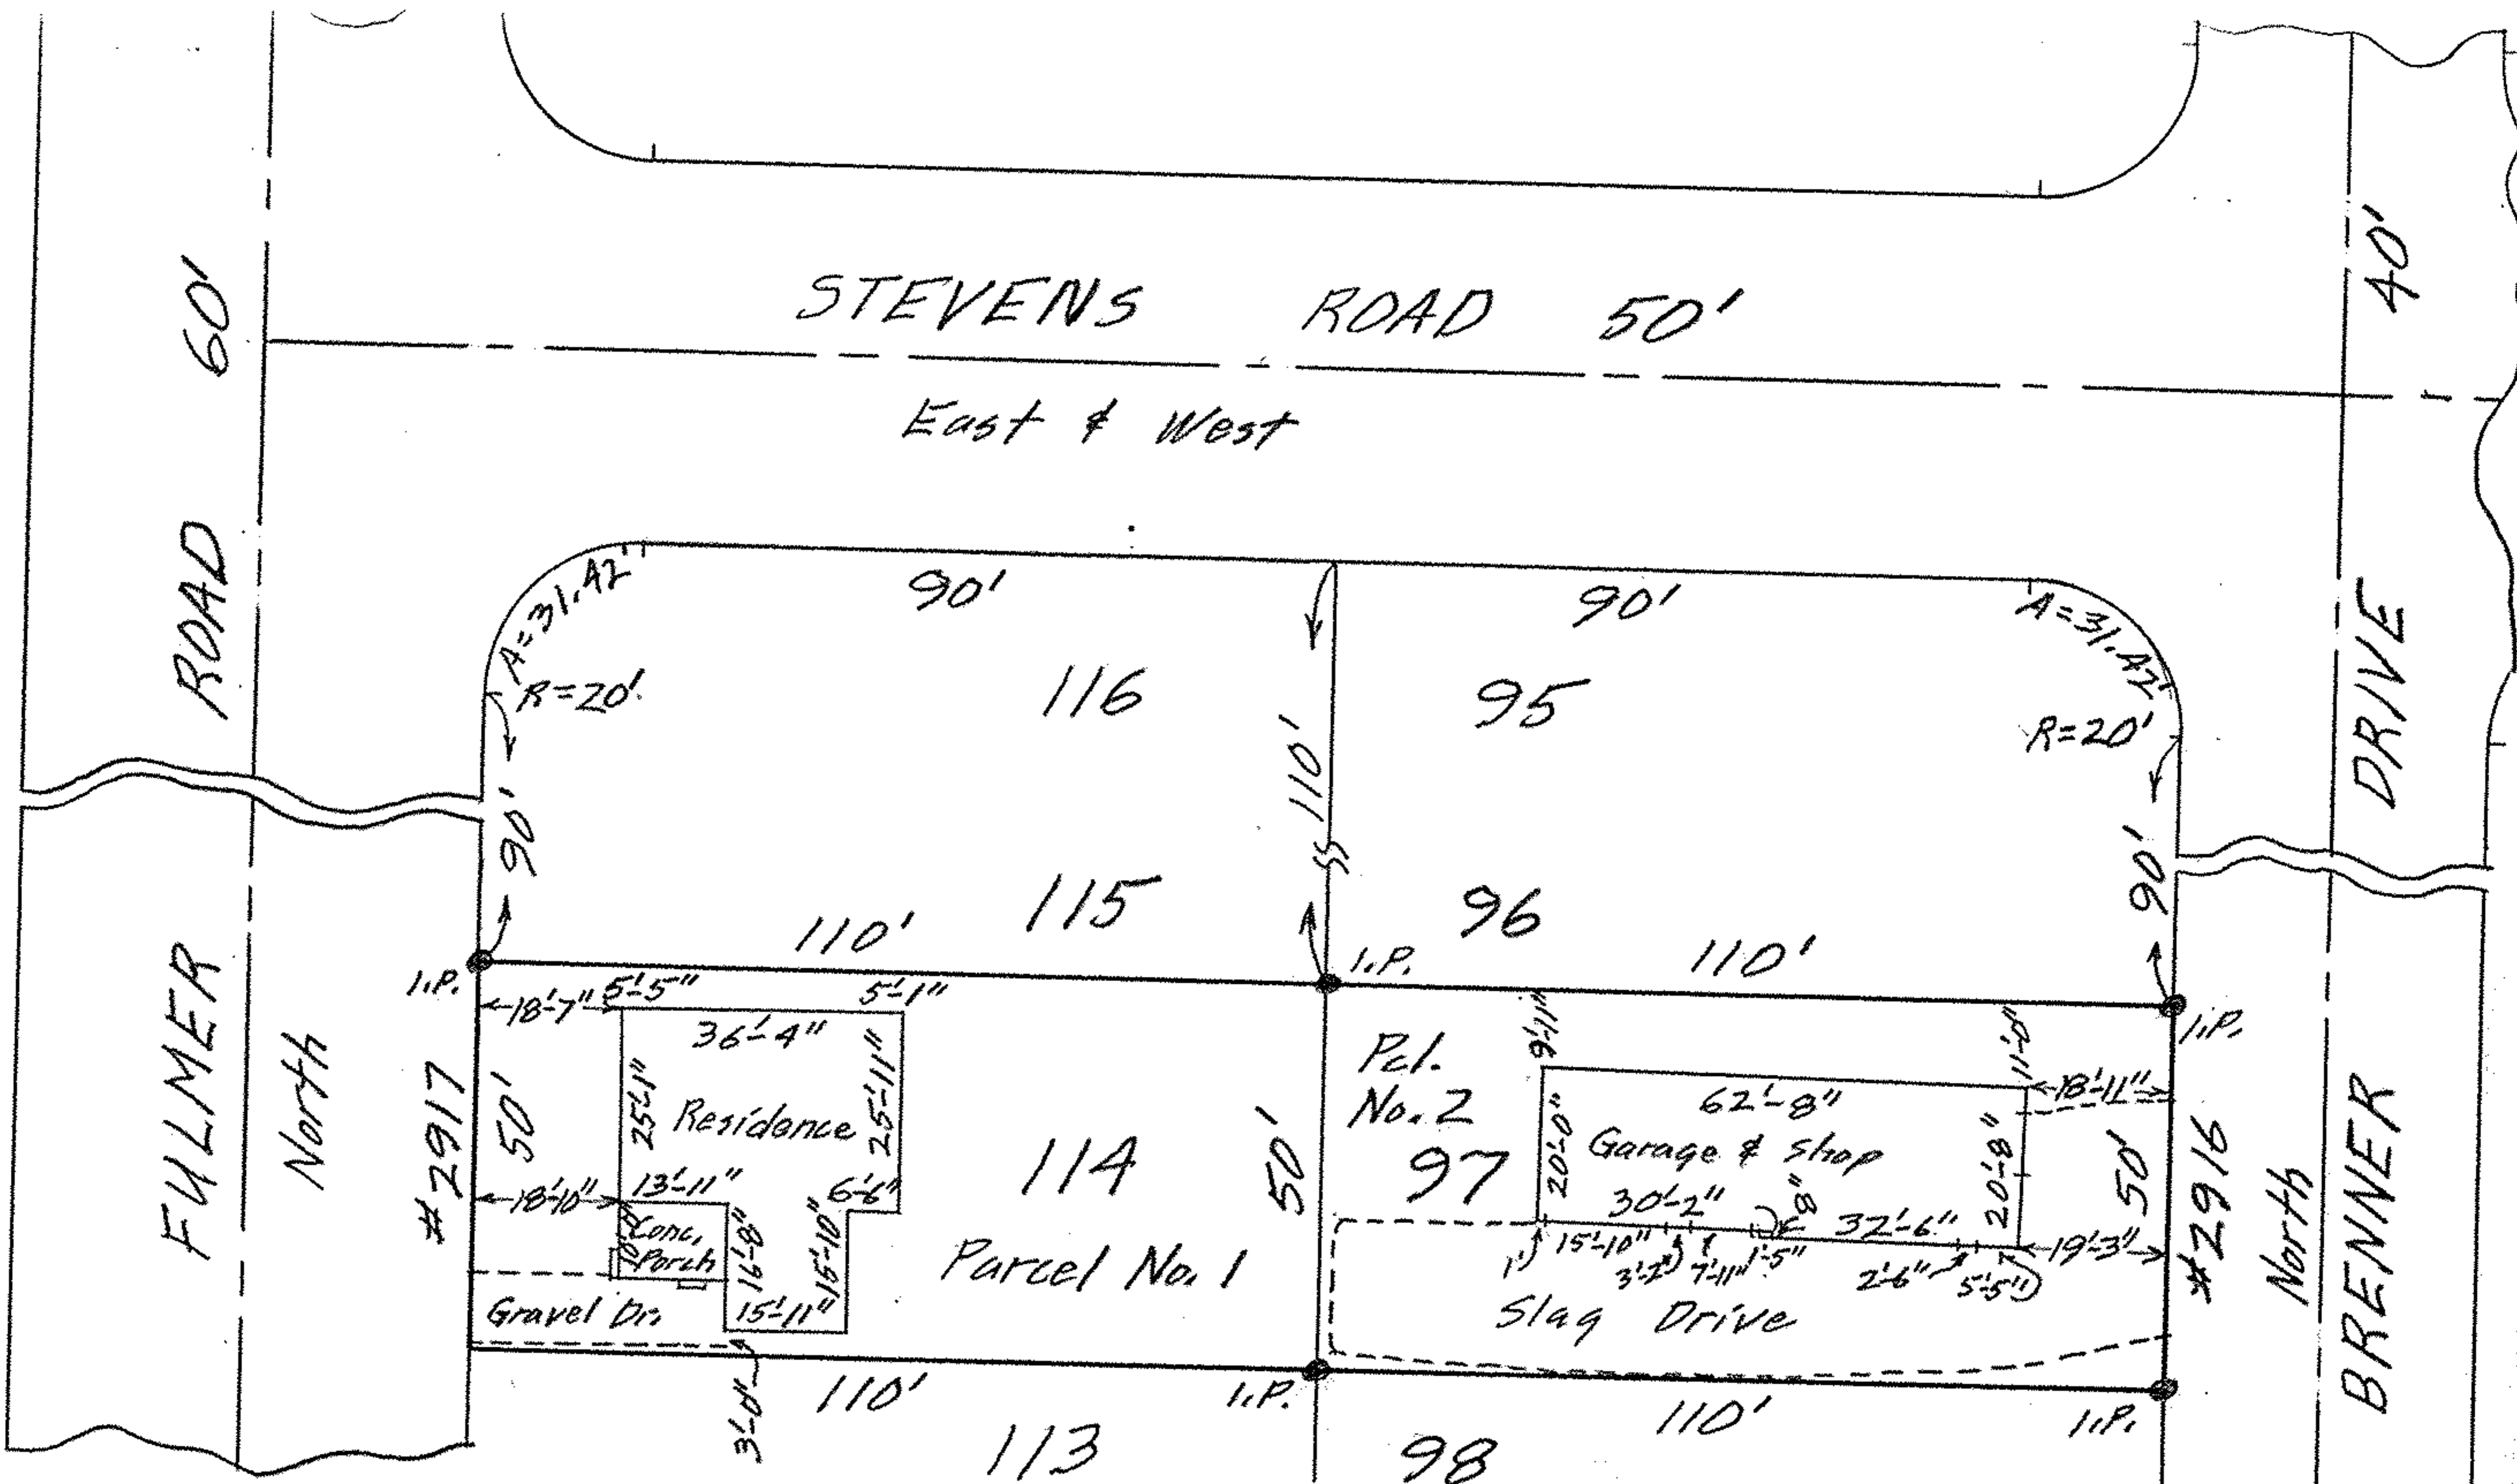 STEVENS ROAD 50'
East & West
FULLMER ROAD 60'
North
BRENNER DRIVE 40'
North
A=31.42'
R=20'
90'
90'
A=31.42'
R=20'
116
95
110'
90'
90'
115
96
110'
110'
I.P.
I.P.
I.P.
#2917
50'
18'-7"
5'-5"
5'-1"
36'-4"
25'-1"
Residence
25'-11"
18'-10"
13'-11"
6'-6"
Conc.
Porch
16'-8"
15'-10"
15'-11"
Gravel Dr.
3'-0"
114
Parcel No. 1
50'
Pcl.
No. 2
97
9'-11"
11'-0"
62'-8"
18'-11"
20'-0"
Garage & Shop
20'-8"
30'-2"
8"
32'-6"
15'-10"
1'
3'-2"
7'-11"
1'-5"
2'-6"
5'-5"
19'-3"
Slag Drive
50'
#2916
110'
I.P.
110'
I.P.
113
98